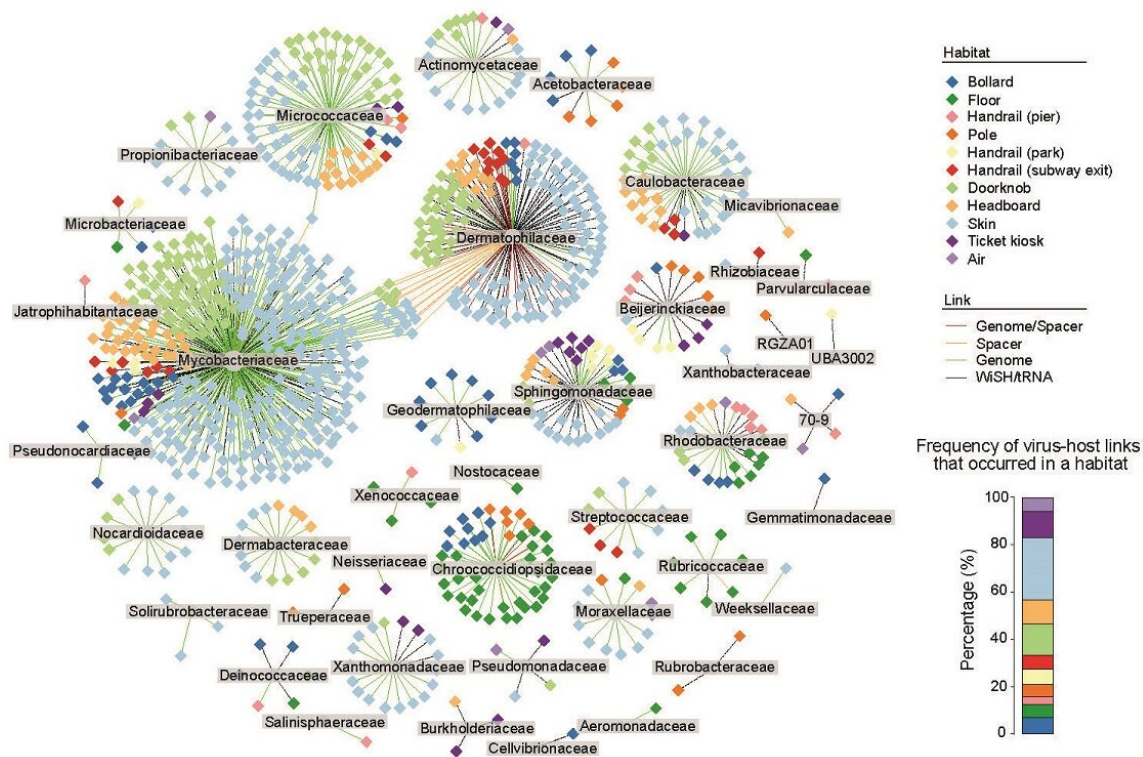 Actinomycetaceae
Acetobacteraceae
Micrococcaceae
Propionibacteriaceae
Caulobacteraceae
Micavibrionaceae
Microbacteriaceae
Dermatophilaceae
Rhizobiaceae
Parvularculaceae
Jatrophihabitantaceae
Beijerinckiaceae
RGZA01
UBA3002
Mycobacteriaceae
Xanthobacteraceae
Sphingomonadaceae
Geodermatophilaceae
70-9
Rhodobacteraceae
Pseudonocardiaceae
Nostocaceae
Xenococcaceae
Streptococcaceae
Gemmatimonadaceae
Nocardioidaceae
Dermabacteraceae
Neisseriaceae
Chroococcidiopsidaceae
Rubricoccaceae
Weeksellaceae
Solirubrobacteraceae
Trueperaceae
Moraxellaceae
Xanthomonadaceae
Pseudomonadaceae
Rubrobacteraceae
Deinococcaceae
Salinisphaeraceae
Burkholderiaceae
Aeromonadaceae
Cellvibrionaceae
Habitat
Bollard
Floor
Handrail (pier)
Pole
Handrail (park)
Handrail (subway exit)
Doorknob
Headboard
Skin
Ticket kiosk
Air
Link
Genome/Spacer
Spacer
Genome
WiSH/tRNA
Frequency of virus-host links
that occurred in a habitat
Percentage (%)
100
80
60
40
20
0